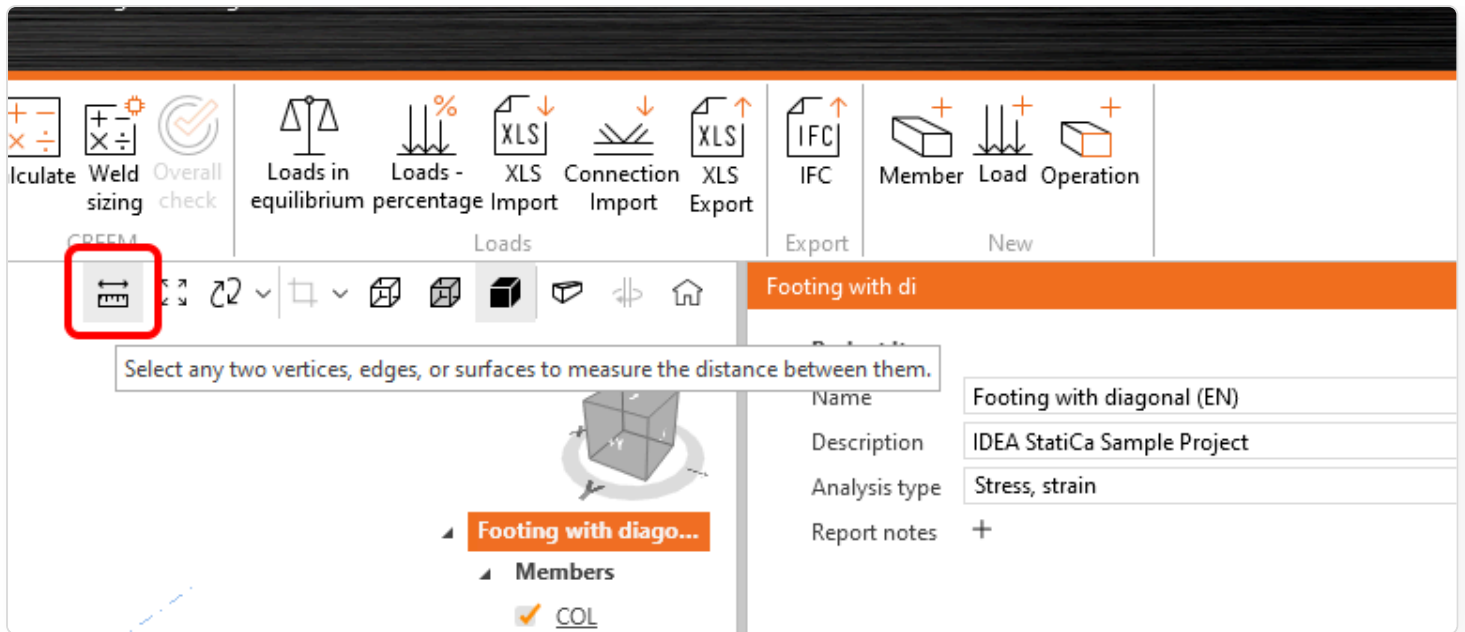 XLS
XLS
IFC
lculate
Weld
sizing
Overall
check
Loads in
equilibrium
Loads -
percentage
XLS
Import
Connection
Import
XLS
Export
IFC
Member
Load
Operation
Loads
Export
New
Footing with di
Select any two vertices, edges, or surfaces to measure the distance between them.
Name
Footing with diagonal (EN)
Description
IDEA StatiCa Sample Project
Analysis type
Stress, strain
Report notes
Footing with diago...
Members
COL